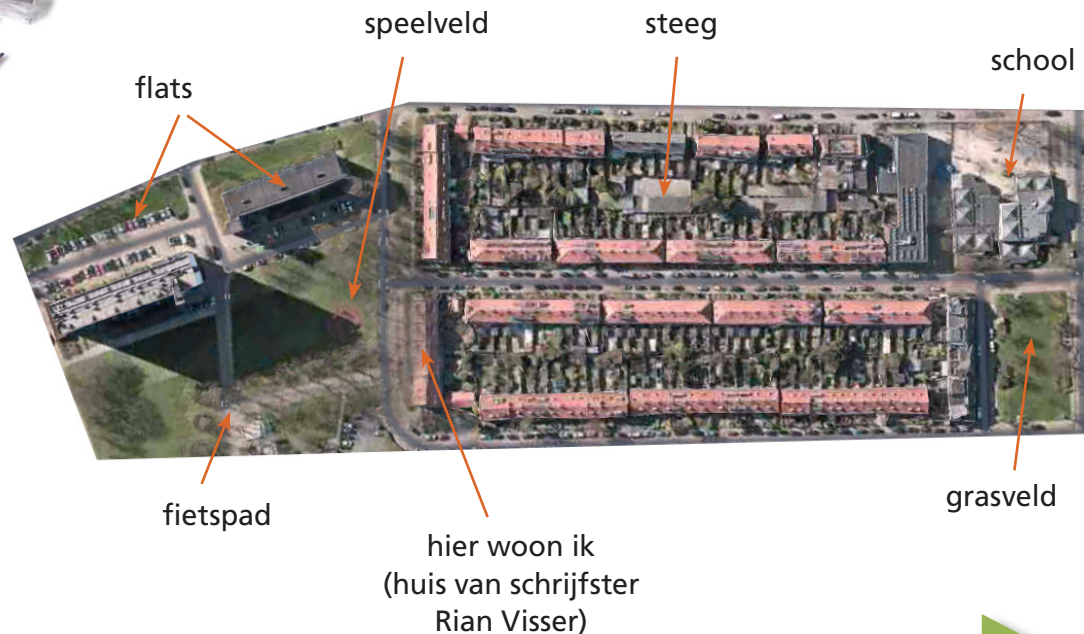 speelveld
steeg
school
flats
fietspad
grasveld
hier woon ik
(huis van schrijfster
Rian Visser)